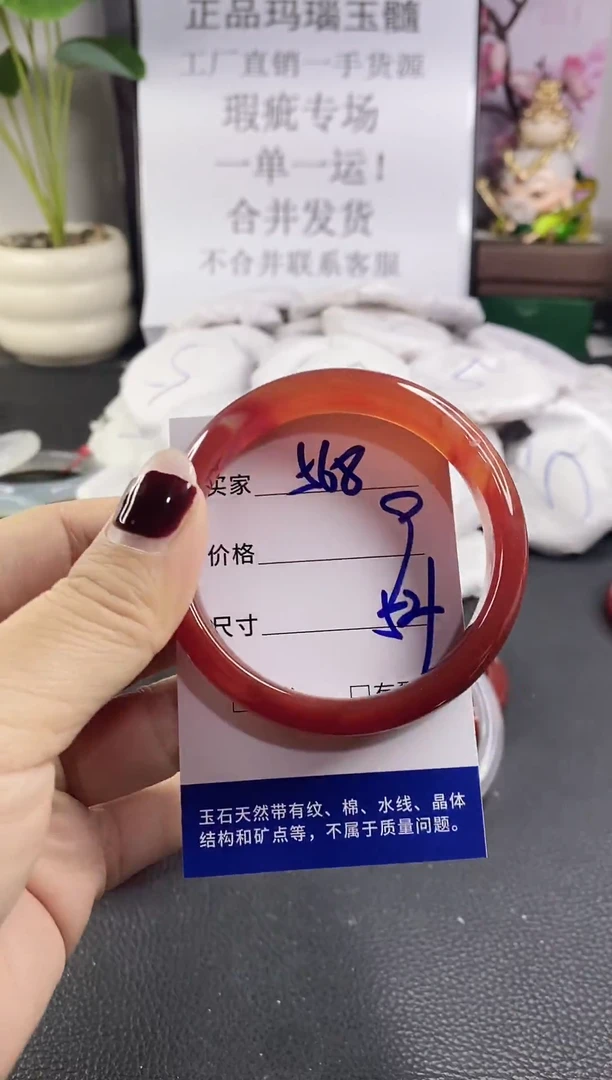 正品玛瑙玉髓
工厂直销一手货源
瑕疵专场
一单一运!
合并发货
不合并联系客服
买家 568
价格 9
尺寸 54
玉石天然带有纹、棉、水线、晶体
结构和矿点等，不属于质量问题。